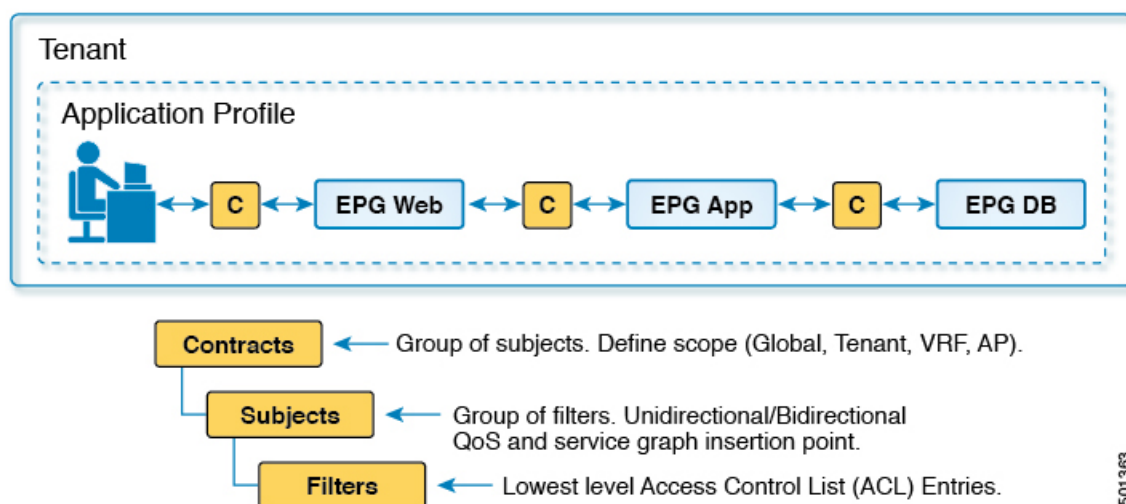 Tenant
Application Profile
C
EPG Web
C
EPG App
C
EPG DB
Contracts
Group of subjects. Define scope (Global, Tenant, VRF, AP).
Subjects
Group of filters. Unidirectional/Bidirectional
QoS and service graph insertion point.
Filters
Lowest level Access Control List (ACL) Entries.
501363